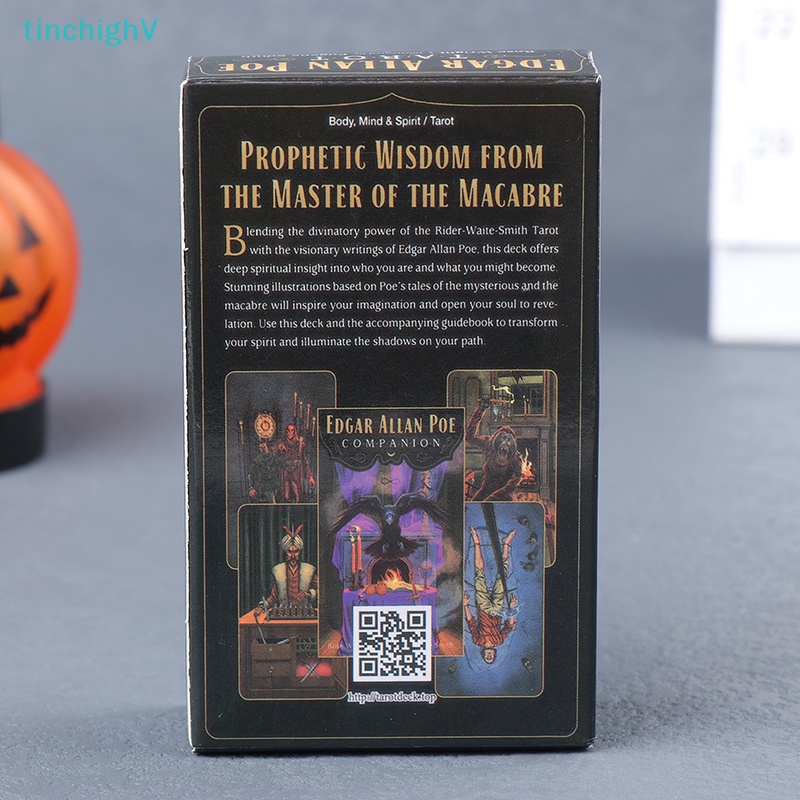 tinchighV
EDGAR ALLAN POE
TAROT
Body, Mind & Spirit / Tarot
PROPHETIC WISDOM FROM
THE MASTER OF THE MACABRE
Blending the divinatory power of the Rider-Waite-Smith Tarot
with the visionary writings of Edgar Allan Poe, this deck offers
deep spiritual insight into who you are and what you might become.
Stunning illustrations based on Poe's tales of the mysterious and the
macabre will inspire your imagination and open your soul to reve-
lation. Use this deck and the accompanying guidebook to transform
your spirit and illuminate the shadows on your path.
EDGAR ALLAN POE
COMPANION
Smith
http://tarotdeck.top
22
29